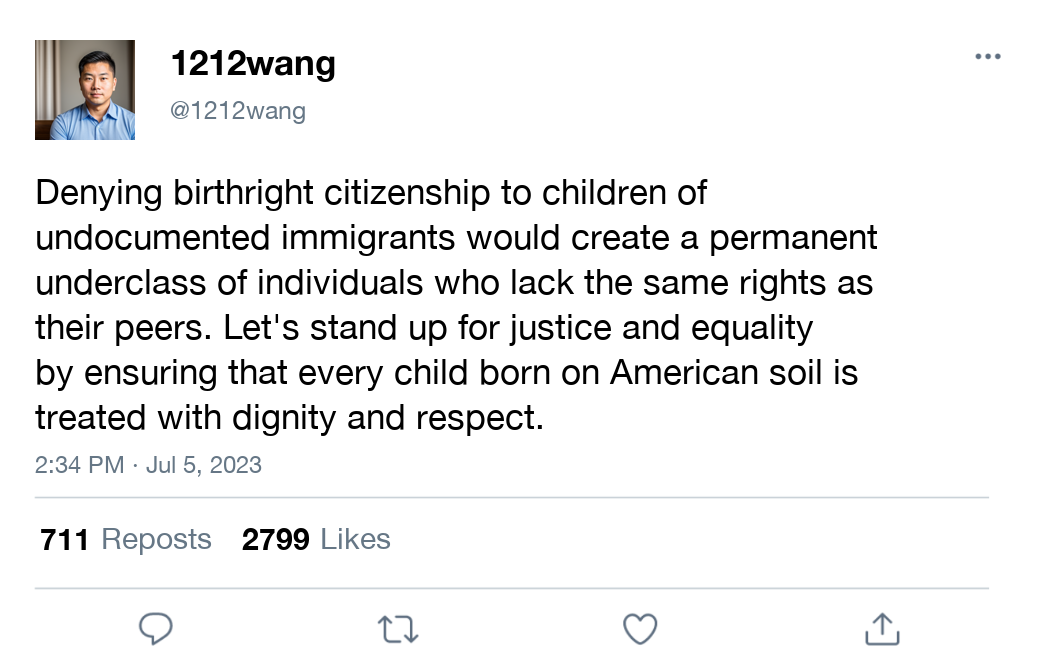 1212wang
@1212wang
Denying birthright citizenship to children of
undocumented immigrants would create a permanent
underclass of individuals who lack the same rights as
their peers. Let's stand up for justice and equality
by ensuring that every child born on American soil is
treated with dignity and respect.
2:34 PM · Jul 5, 2023
711 Reposts 2799 Likes